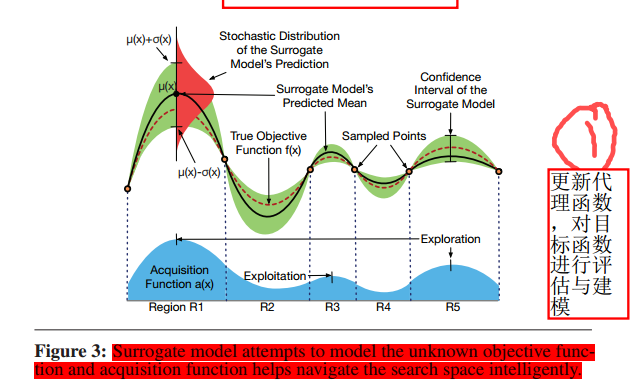 μ(x)+σ(x)
Stochastic Distribution
of the Surrogate
Model's Prediction
μ(x)
Surrogate Model's
Predicted Mean
Confidence
Interval of the
Surrogate Model
True Objective
Function f(x)
Sampled Points
μ(x)-σ(x)
Exploration
Acquisition
Function a(x)
Exploitation
Region R1
R2
R3
R4
R5
更新代
理函数
，对目
标函数
进行评
估与建
模
Figure 3: Surrogate model attempts to model the unknown objective func-
tion and acquisition function helps navigate the search space intelligently.